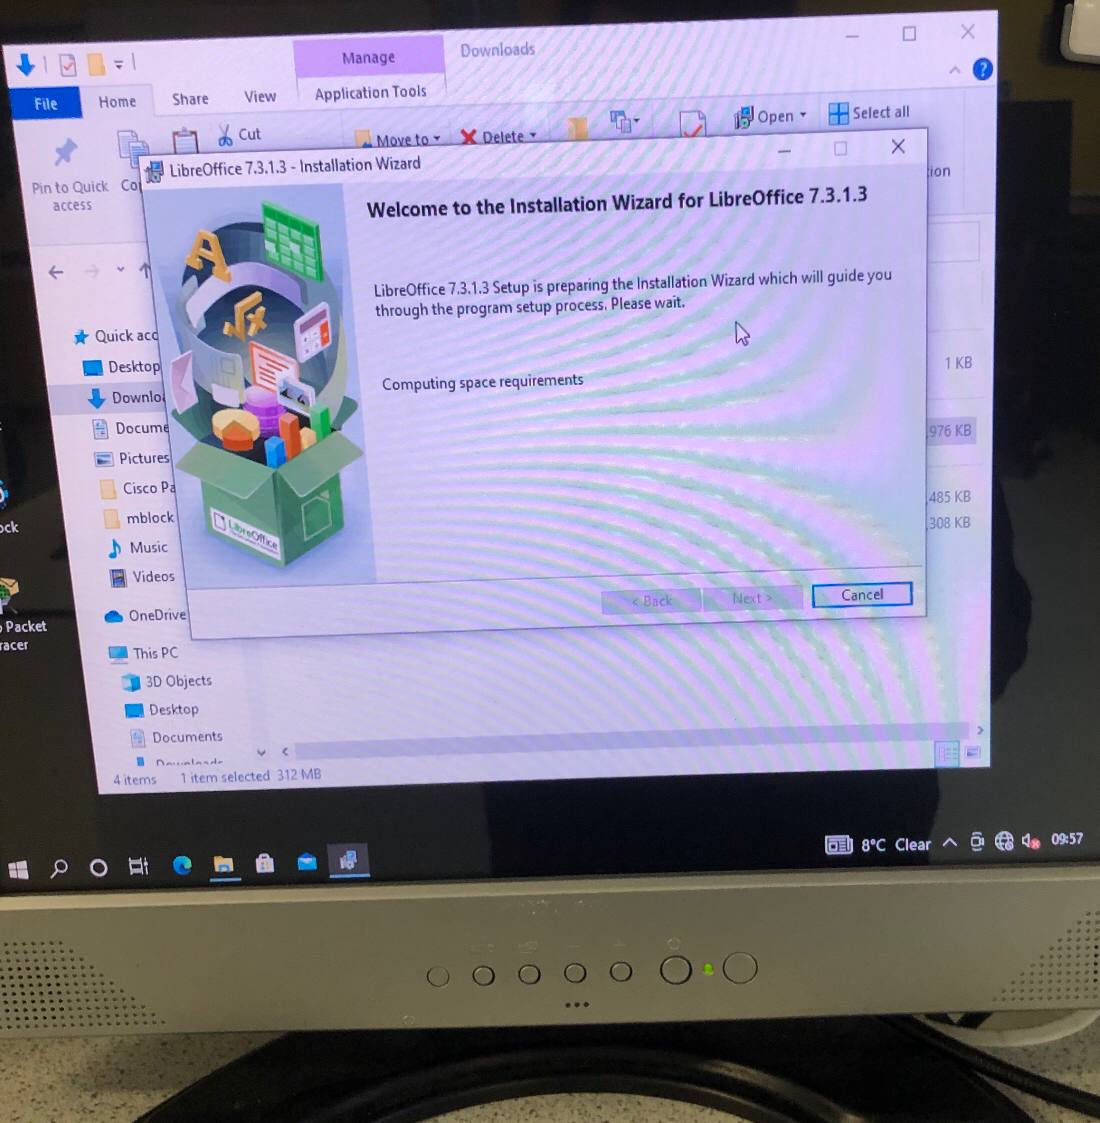 Manage
Downloads
File
Home
Share
View
Application Tools
Pin to Quick
access
Cut
Move to
Delete
Open
Select all
LibreOffice 7.3.1.3 - Installation Wizard
Welcome to the Installation Wizard for LibreOffice 7.3.1.3
LibreOffice 7.3.1.3 Setup is preparing the Installation Wizard which will guide you
through the program setup process. Please wait.
Computing space requirements
LibreOffice
< Back
Next >
Cancel
Quick acc
Desktop
Downlo
Docume
Pictures
Cisco Pa
mblock
Music
Videos
OneDrive
This PC
3D Objects
Desktop
Documents
1 KB
976 KB
485 KB
308 KB
4 items
1 item selected 312 MB
ock
Packet
racer
8°C Clear
09:57